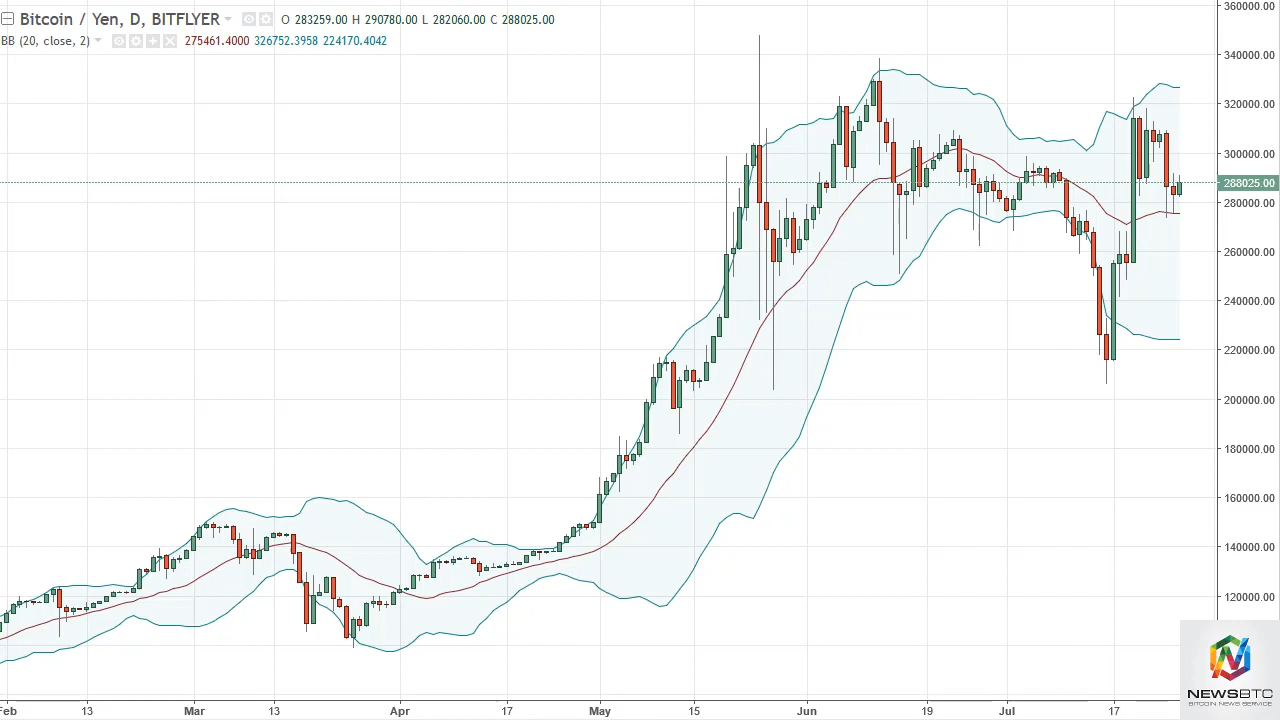 Bitcoin / Yen, D, BITFLYER O 283259.00 H 290780.00 L 282060.00 C 288025.00
BB (20, close, 2) 275461.4000 326752.3958 224170.4042
360000.00
340000.00
320000.00
300000.00
288025.00
280000.00
260000.00
240000.00
220000.00
200000.00
180000.00
160000.00
140000.00
120000.00
NEWSBTC
BITCOIN NEWS SERVICE
Feb 13 Mar 13 Apr 17 May 15 Jun 19 Jul 17